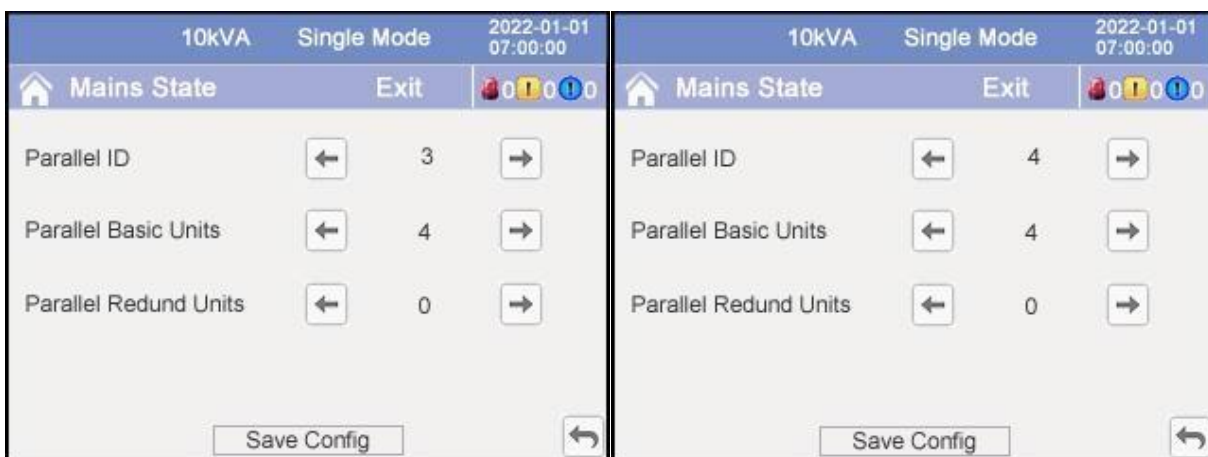 10kVA Single Mode 2022-01-01
07:00:00
Mains State Exit 0 ! 0 ! 0
Parallel ID 3
Parallel Basic Units 4
Parallel Redund Units 0
Save Config
10kVA Single Mode 2022-01-01
07:00:00
Mains State Exit 0 ! 0 ! 0
Parallel ID 4
Parallel Basic Units 4
Parallel Redund Units 0
Save Config